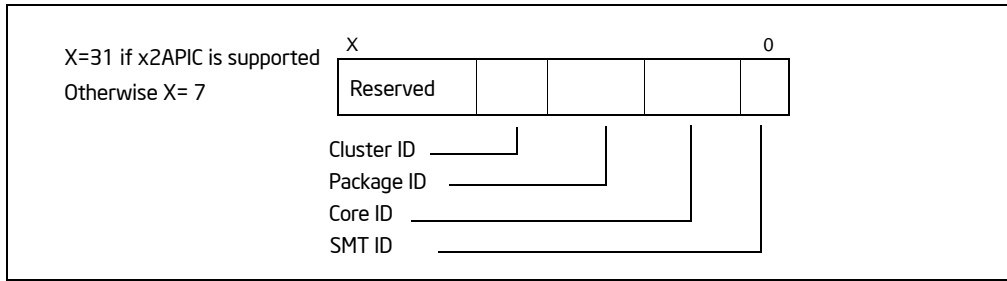 X=31 if x2APIC is supported
Otherwise X= 7
X 0
Reserved
Cluster ID
Package ID
Core ID
SMT ID